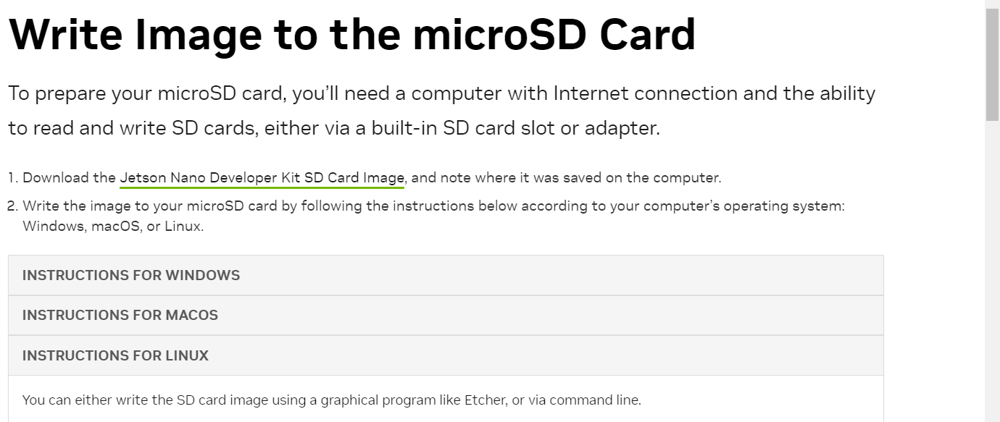 Write Image to the microSD Card
To prepare your microSD card, you’ll need a computer with Internet connection and the ability
to read and write SD cards, either via a built-in SD card slot or adapter.
1. Download the Jetson Nano Developer Kit SD Card Image, and note where it was saved on the computer.
2. Write the image to your microSD card by following the instructions below according to your computer’s operating system:
Windows, macOS, or Linux.
INSTRUCTIONS FOR WINDOWS
INSTRUCTIONS FOR MACOS
INSTRUCTIONS FOR LINUX
You can either write the SD card image using a graphical program like Etcher, or via command line.